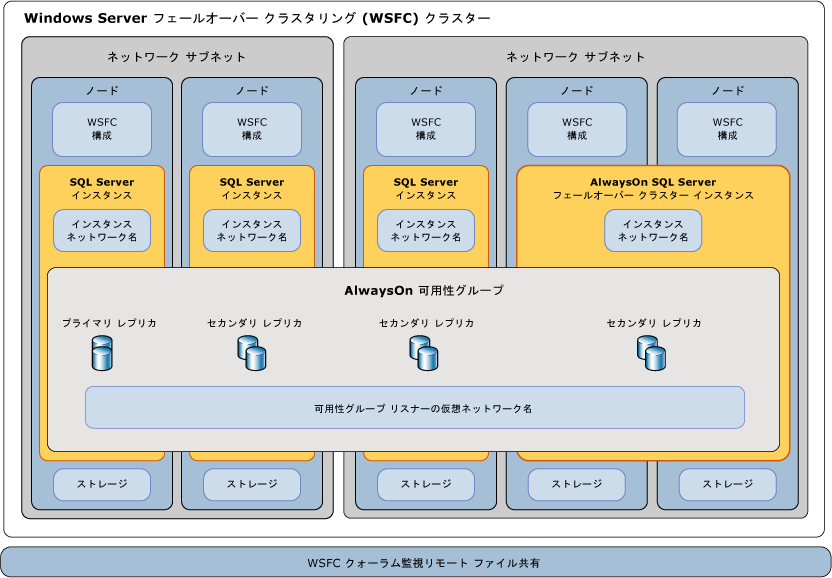 Windows Server フェールオーバー クラスタリング (WSFC) クラスター
ネットワーク サブネット
ネットワーク サブネット
ノード
ノード
ノード
ノード
ノード
WSFC
構成
WSFC
構成
WSFC
構成
WSFC
構成
WSFC
構成
SQL Server
インスタンス
SQL Server
インスタンス
SQL Server
インスタンス
AlwaysOn SQL Server
フェールオーバー クラスター インスタンス
インスタンス
ネットワーク名
インスタンス
ネットワーク名
インスタンス
ネットワーク名
インスタンス
ネットワーク名
AlwaysOn 可用性グループ
プライマリ レプリカ
セカンダリ レプリカ
セカンダリ レプリカ
セカンダリ レプリカ
可用性グループ リスナーの仮想ネットワーク名
ストレージ
ストレージ
ストレージ
ストレージ
ストレージ
WSFC クォーラム監視リモート ファイル共有